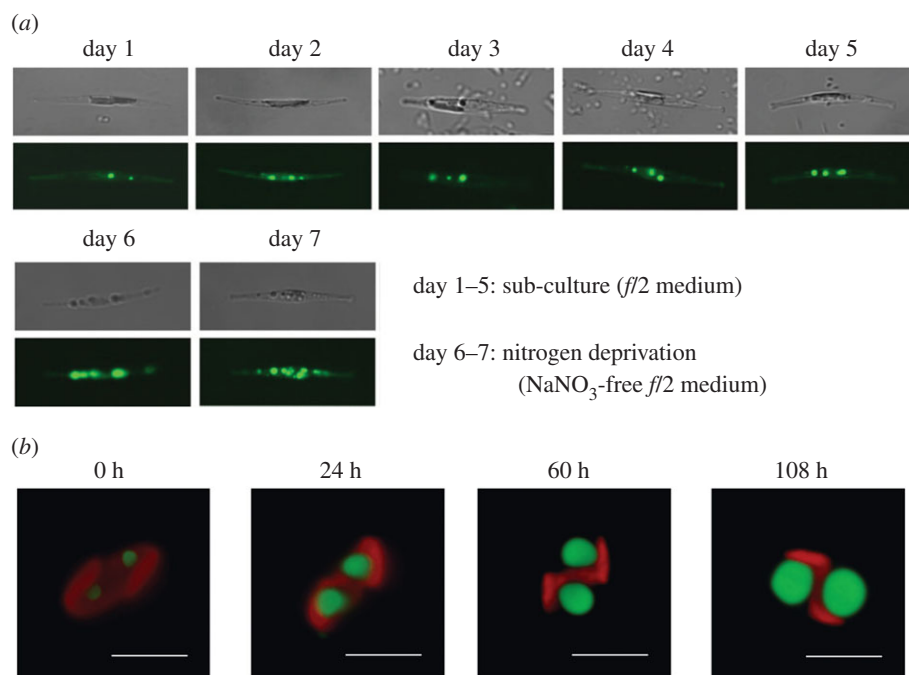 (a)
day 1 day 2 day 3 day 4 day 5
day 6 day 7
day 1–5: sub-culture (f/2 medium)
day 6–7: nitrogen deprivation
(NaNO3-free f/2 medium)
(b)
0 h 24 h 60 h 108 h